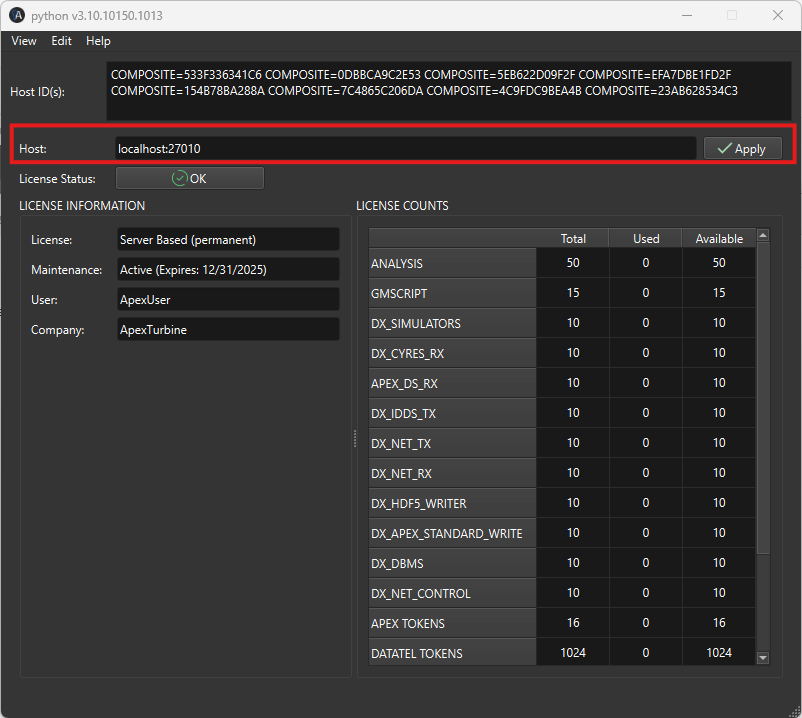 python v3.10.10150.1013
View Edit Help
Host ID(s):
COMPOSITE=533F336341C6 COMPOSITE=0DBBCA9C2E53 COMPOSITE=5EB622D09F2F COMPOSITE=EFA7DBE1FD2F
COMPOSITE=154B78BA288A COMPOSITE=7C4865C206DA COMPOSITE=4C9FDC9BEA4B COMPOSITE=23AB628534C3
Host: localhost:27010 Apply
License Status: OK
LICENSE INFORMATION
License: Server Based (permanent)
Maintenance: Active (Expires: 12/31/2025)
User: ApexUser
Company: ApexTurbine
LICENSE COUNTS
Total Used Available
ANALYSIS 50 0 50
GMSCRIPT 15 0 15
DX_SIMULATORS 10 0 10
DX_CYRES_RX 10 0 10
APEX_DS_RX 10 0 10
DX_IDDS_TX 10 0 10
DX_NET_TX 10 0 10
DX_NET_RX 10 0 10
DX_HDF5_WRITER 10 0 10
DX_APEX_STANDARD_WRITE 10 0 10
DX_DBMS 10 0 10
DX_NET_CONTROL 10 0 10
APEX TOKENS 16 0 16
DATATEL TOKENS 1024 0 1024